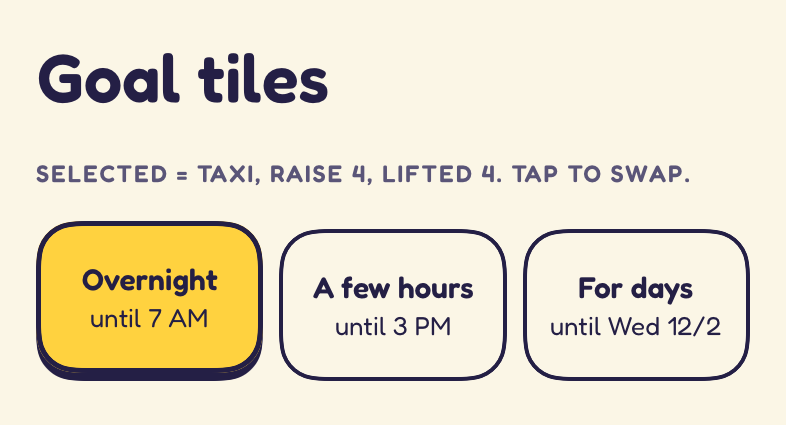 Goal tiles
SELECTED = TAXI, RAISE 4, LIFTED 4. TAP TO SWAP.
Overnight
until 7 AM
A few hours
until 3 PM
For days
until Wed 12/2